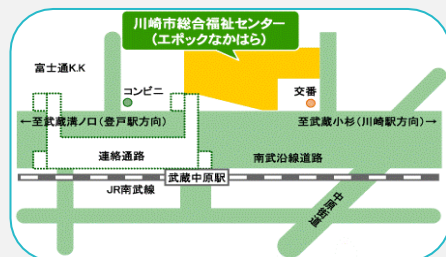 川崎市総合福祉センター
(エポックなかはら)
富士通K.K
コンビニ
交番
←至武蔵溝ノ口(登戸駅方向)
至武蔵小杉(川崎駅方向)→
連絡通路
南武沿線道路
武蔵中原駅
JR南武線
中原街道